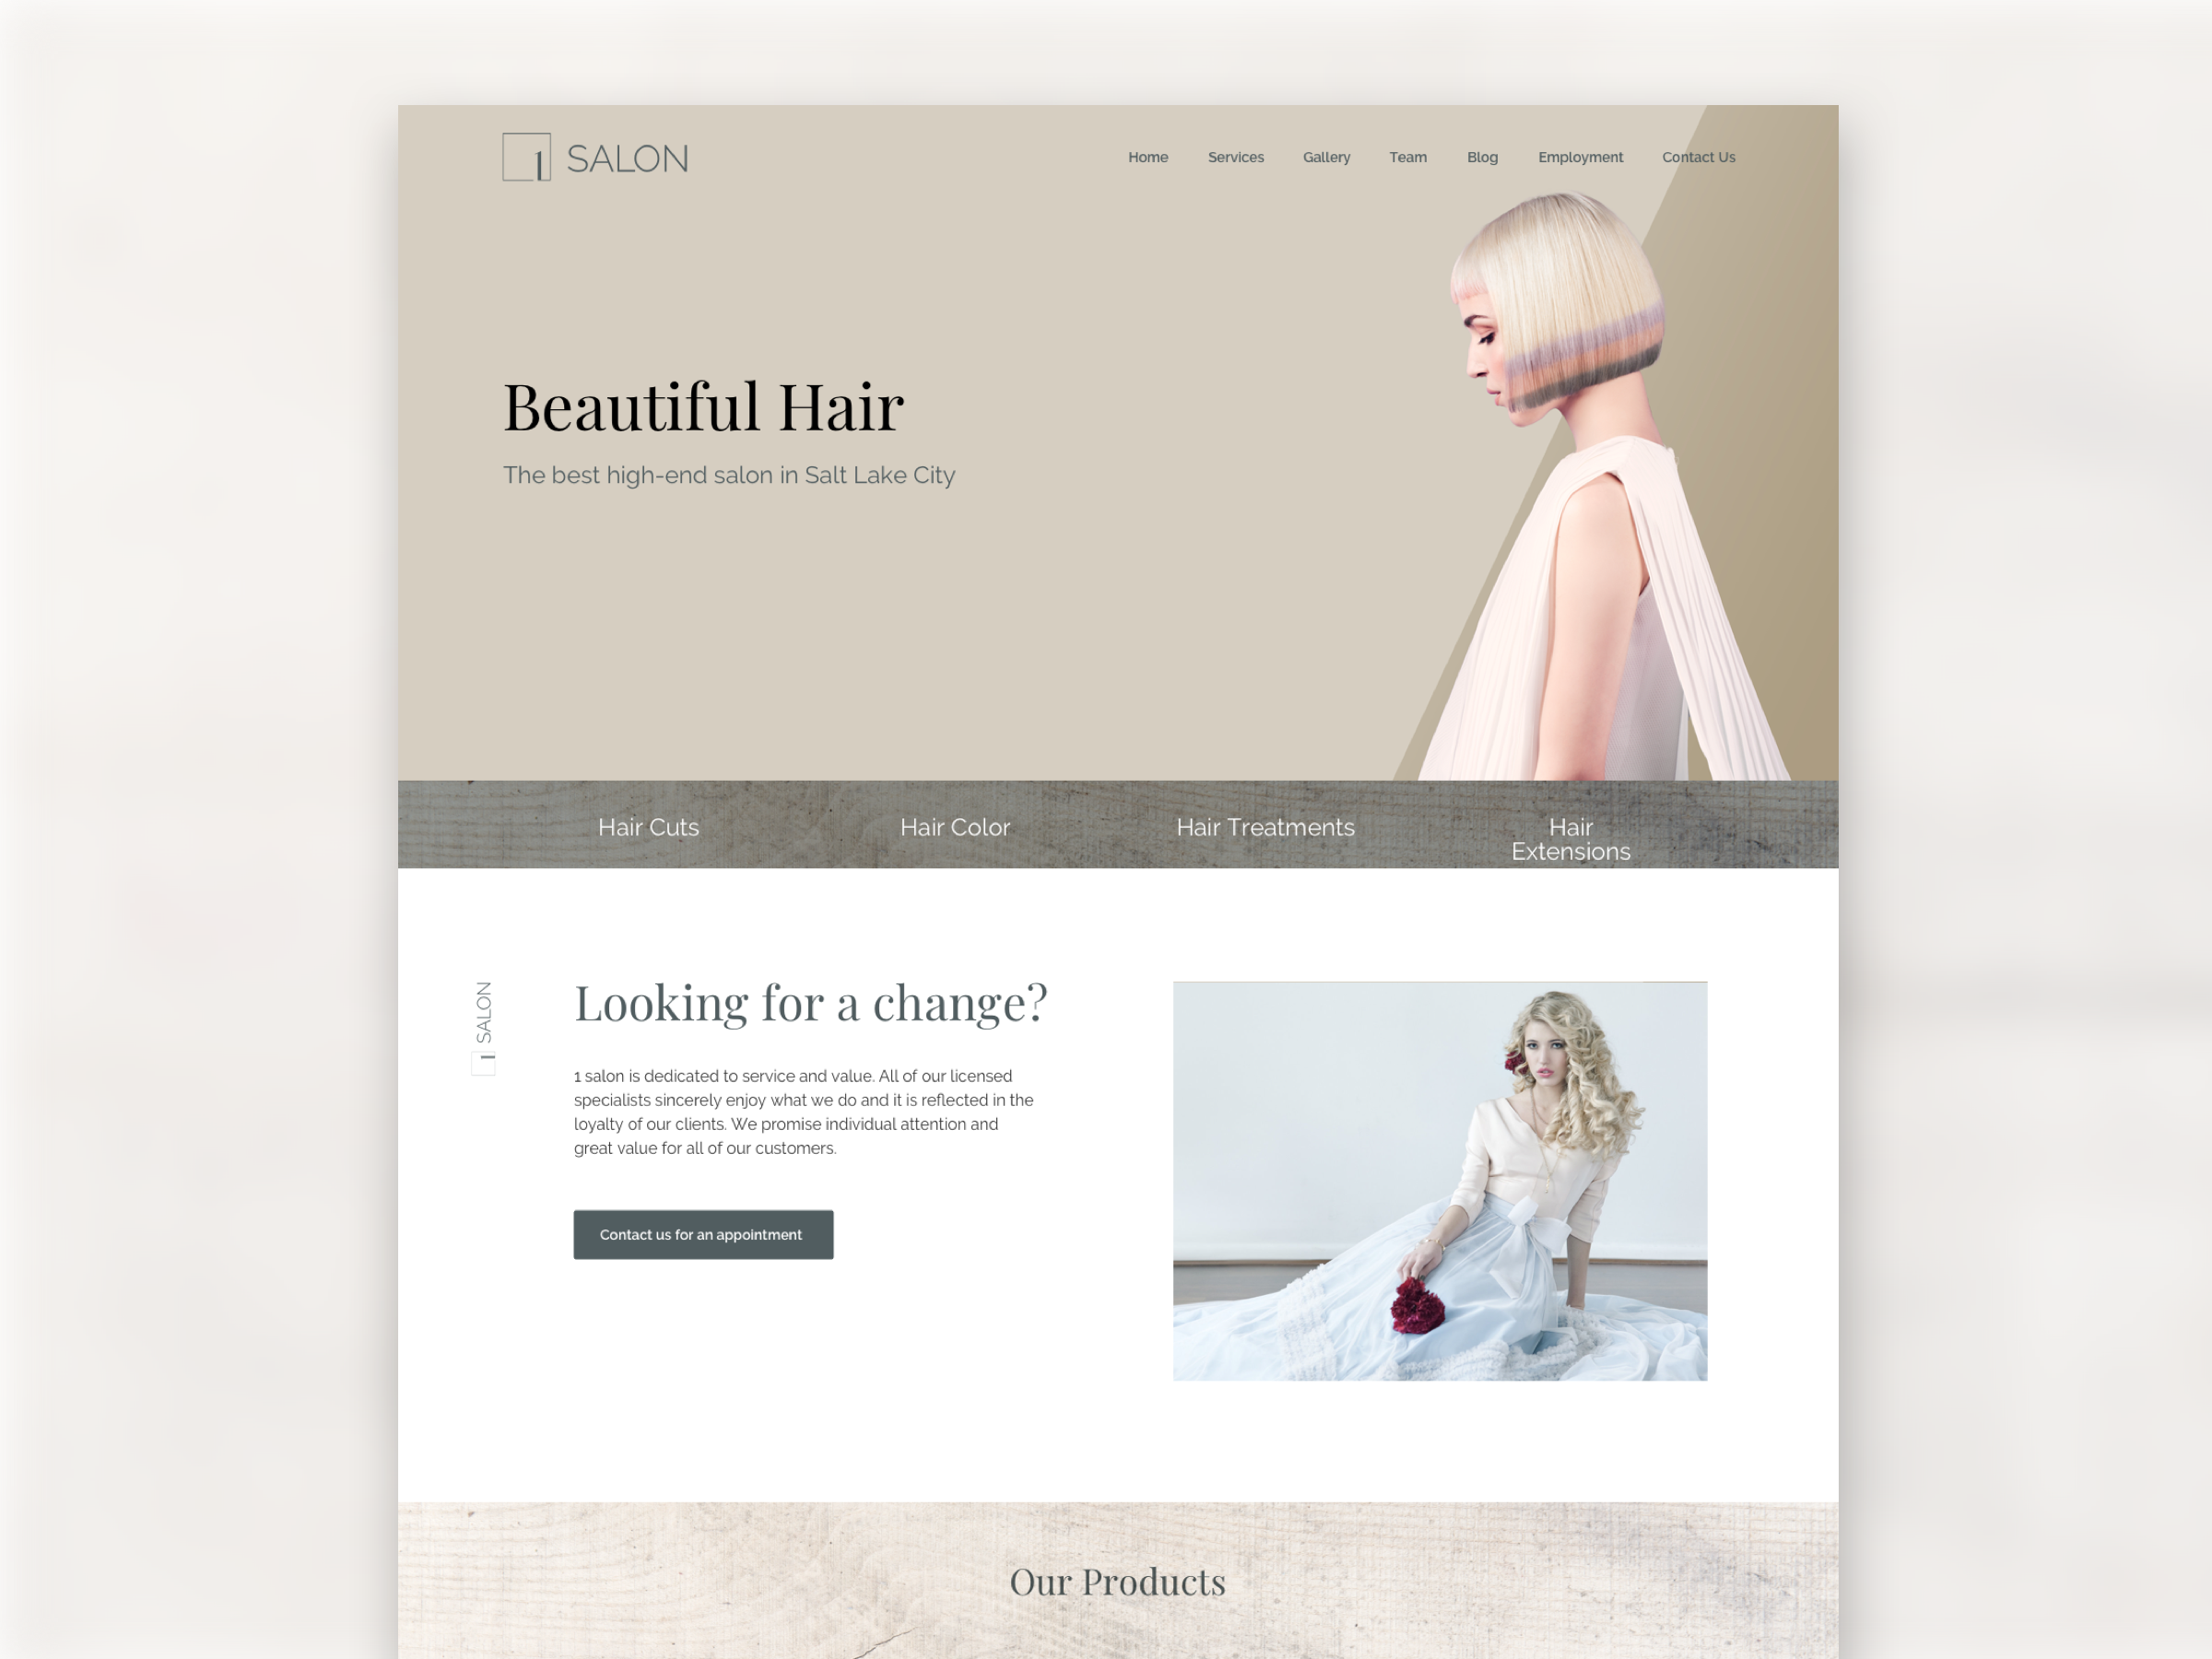 1 SALON
Home Services Gallery Team Blog Employment Contact Us
Beautiful Hair
The best high-end salon in Salt Lake City
Hair Cuts
Hair Color
Hair Treatments
Hair
Extensions
1 SALON
Looking for a change?
1 salon is dedicated to service and value. All of our licensed
specialists sincerely enjoy what we do and it is reflected in the
loyalty of our clients. We promise individual attention and
great value for all of our customers.
Contact us for an appointment
Our Products